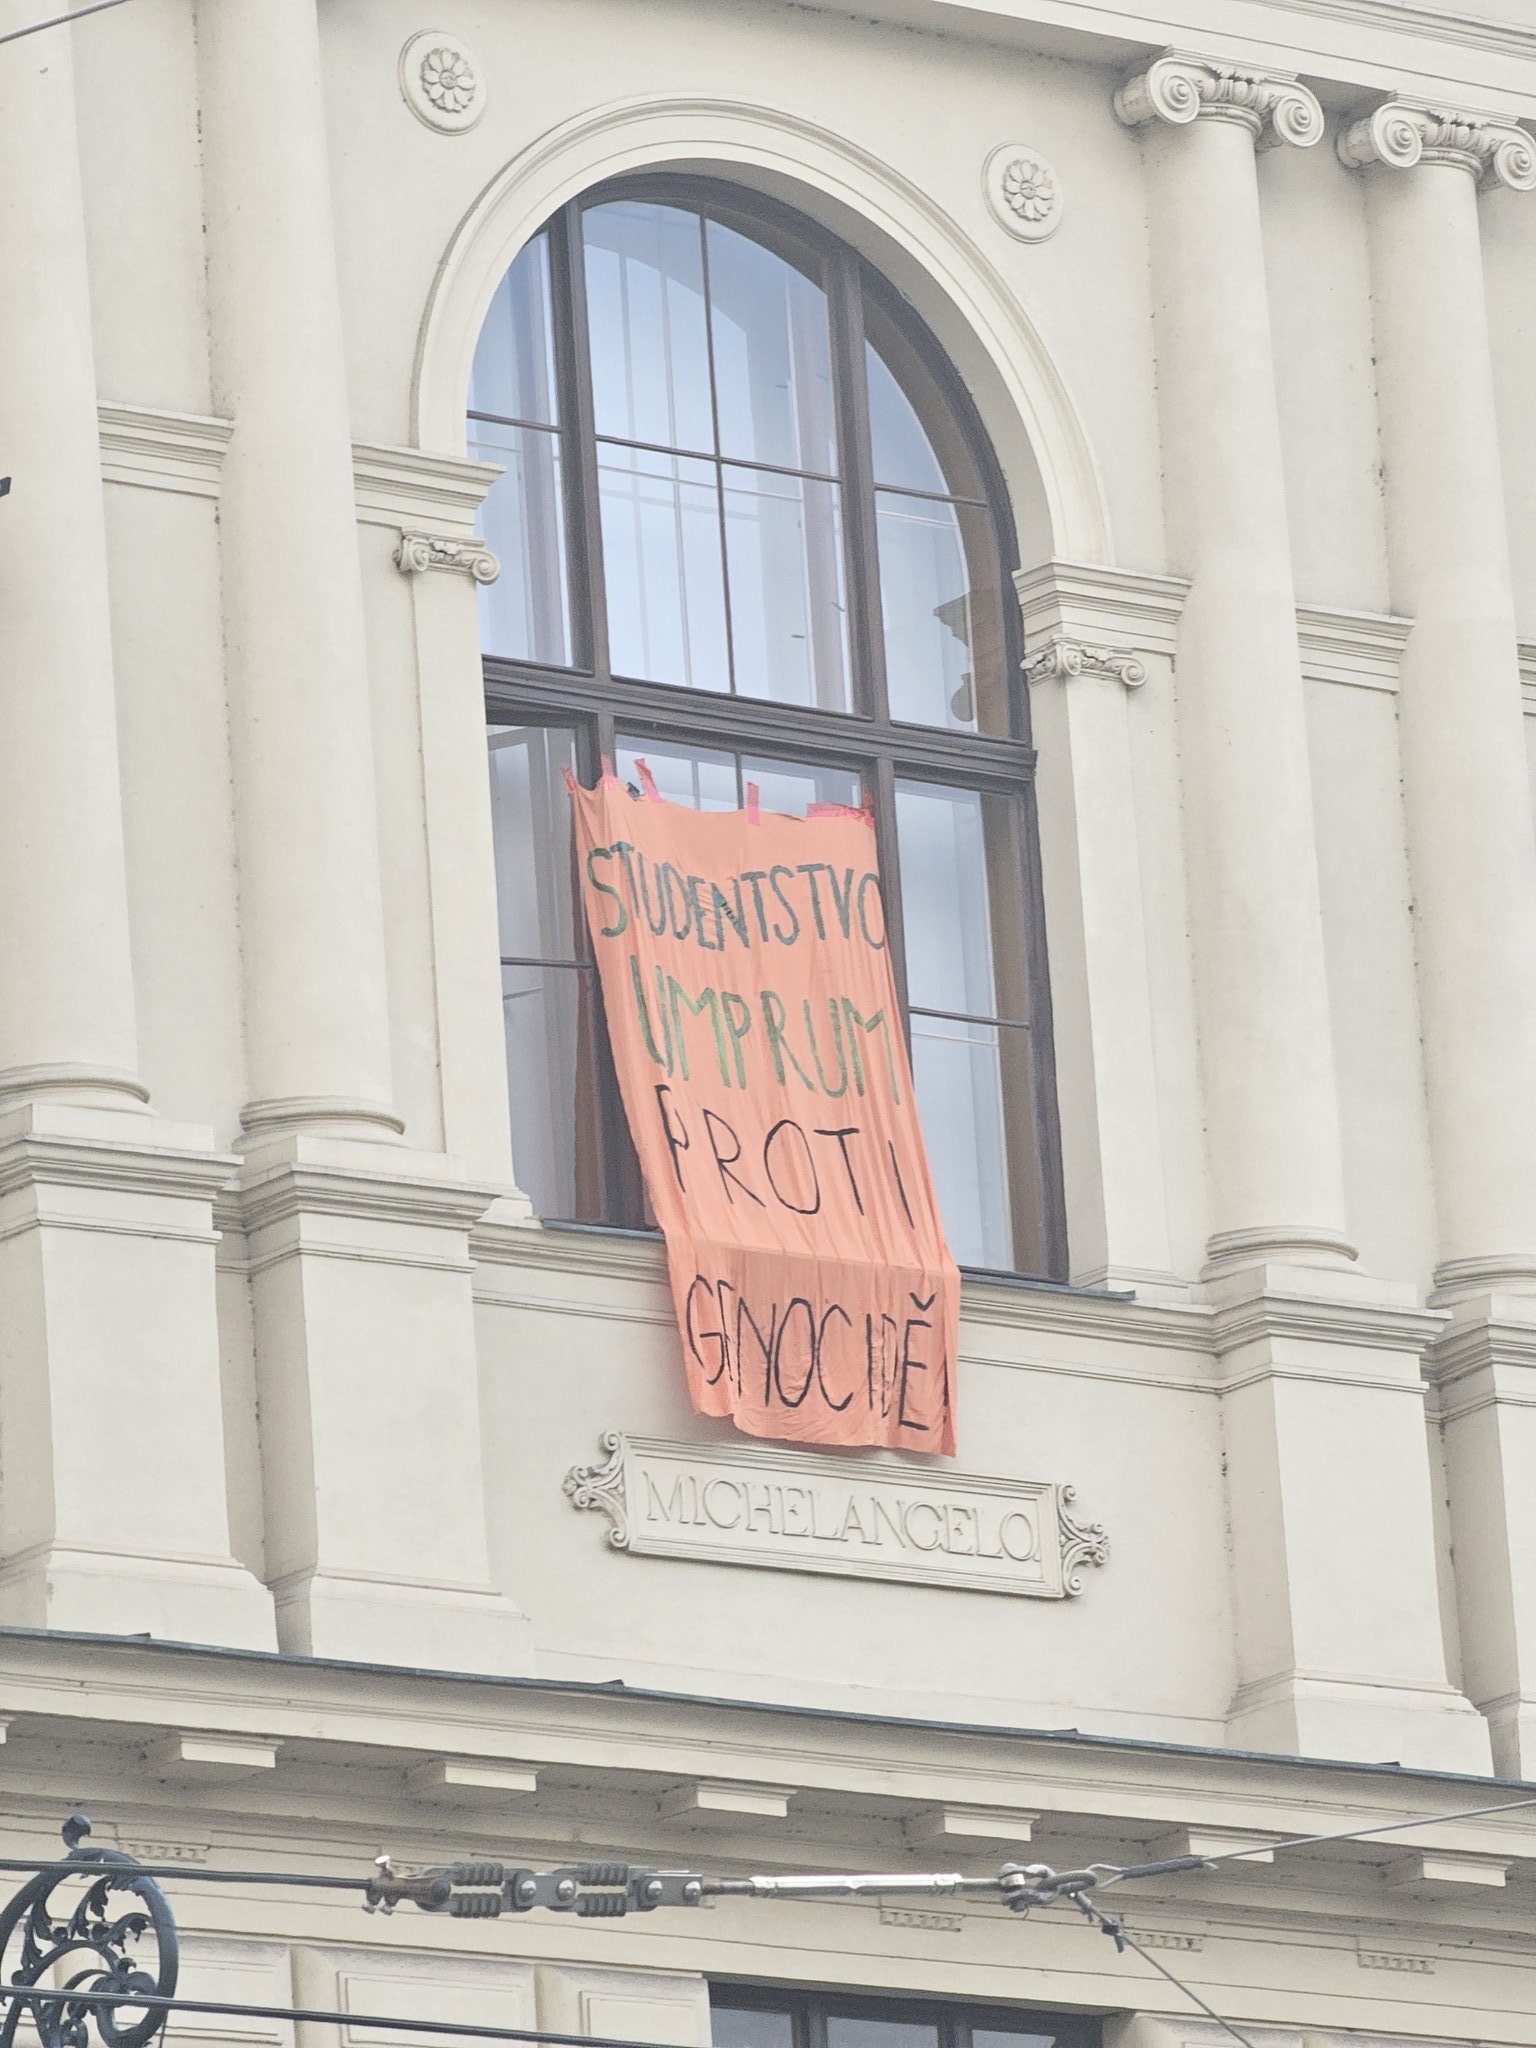 STUDENTSTVO
UMPRUM
PROTI
GENOCIDĚ
MICHELANGELO.